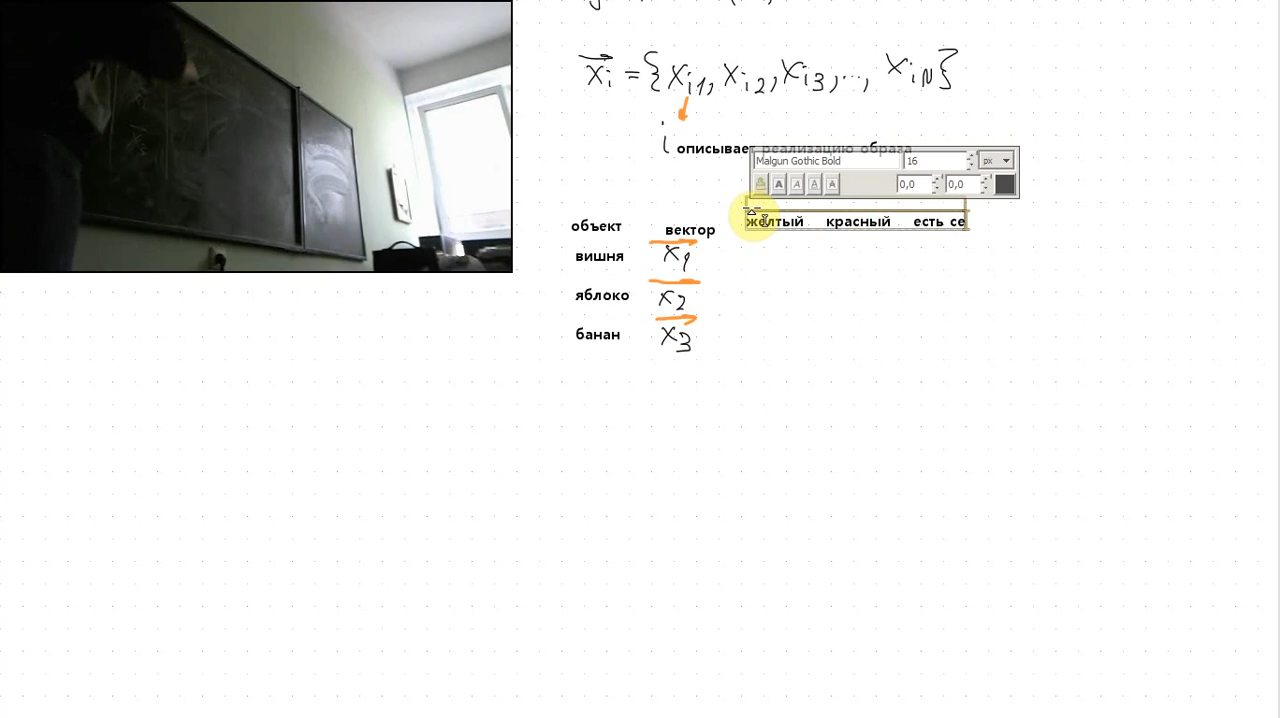 x⃗i = {xi1, xi2, xi3, ..., xiN}
i описывает реализацию образа
Malgun Gothic Bold 16 px
A A A A 0,0 0,0
желтый красный есть се
объект вектор
вишня x1
яблоко x2
банан x3